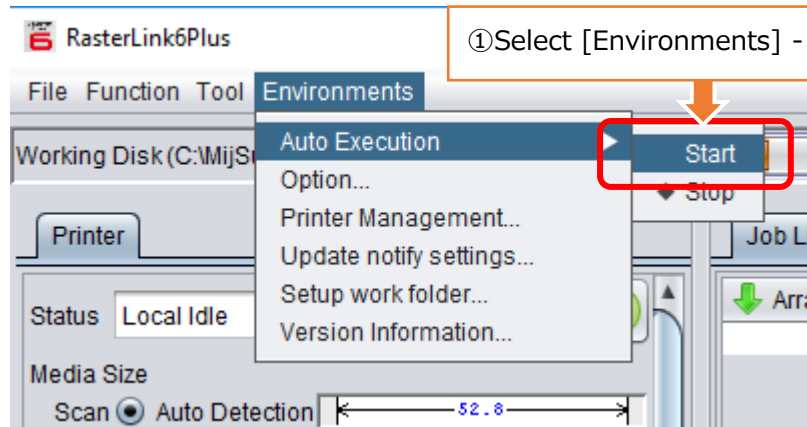 RasterLink6Plus
①Select [Environments] -
File Function Tool Environments
Working Disk (C:\MijSu
Auto Execution
Start
Option...
Stop
Printer Management...
Printer
Job L
Update notify settings...
Setup work folder...
Arra
Status Local Idle
Version Information...
Media Size
Scan Auto Detection 52.8